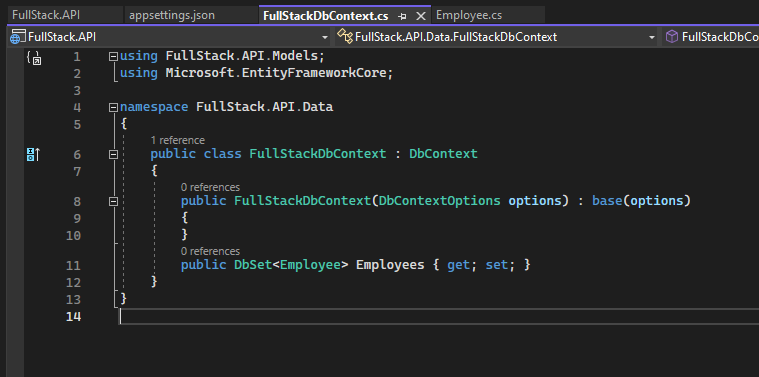 FullStack.API appsettings.json FullStackDbContext.cs Employee.cs
FullStack.API FullStack.API.Data.FullStackDbContext FullStackDbCo
1 using FullStack.API.Models;
2 using Microsoft.EntityFrameworkCore;
3
4 namespace FullStack.API.Data
5 {
1 reference
6 public class FullStackDbContext : DbContext
7 {
0 references
8 public FullStackDbContext(DbContextOptions options) : base(options)
9 {
10 }
0 references
11 public DbSet<Employee> Employees { get; set; }
12 }
13 }
14